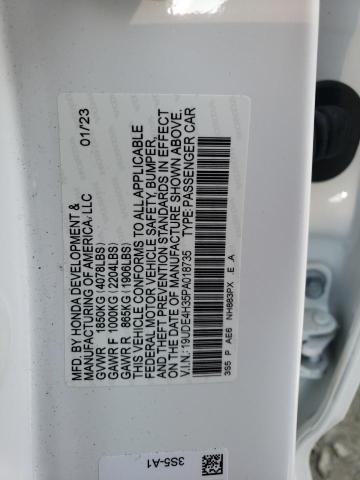 MFD. BY HONDA DEVELOPMENT & 01/23
MANUFACTURING OF AMERICA, LLC
GVWR 1850KG (4078LBS)
GAWR F 1000KG (2204LBS)
GAWR R 865KG (1906LBS)
THIS VEHICLE CONFORMS TO ALL APPLICABLE
FEDERAL MOTOR VEHICLE SAFETY, BUMPER,
AND THEFT PREVENTION STANDARDS IN EFFECT
ON THE DATE OF MANUFACTURE SHOWN ABOVE.
V.I.N.:19UDE4H35PA018735 TYPE:PASSENGER CAR
3S5 P AE6 NH883PX E A
3S5-A1